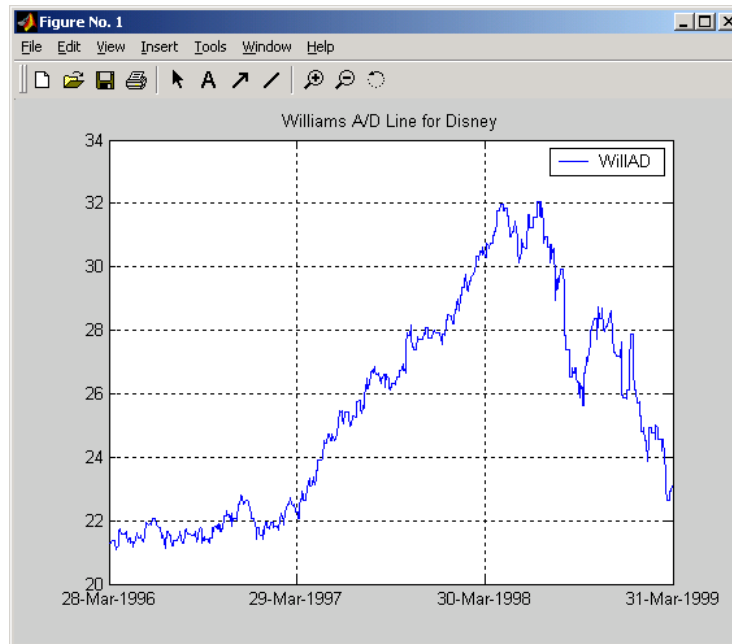 Figure No. 1
File Edit View Insert Tools Window Help
A
Williams A/D Line for Disney
WillAD
34
32
30
28
26
24
22
20
28-Mar-1996 29-Mar-1997 30-Mar-1998 31-Mar-1999